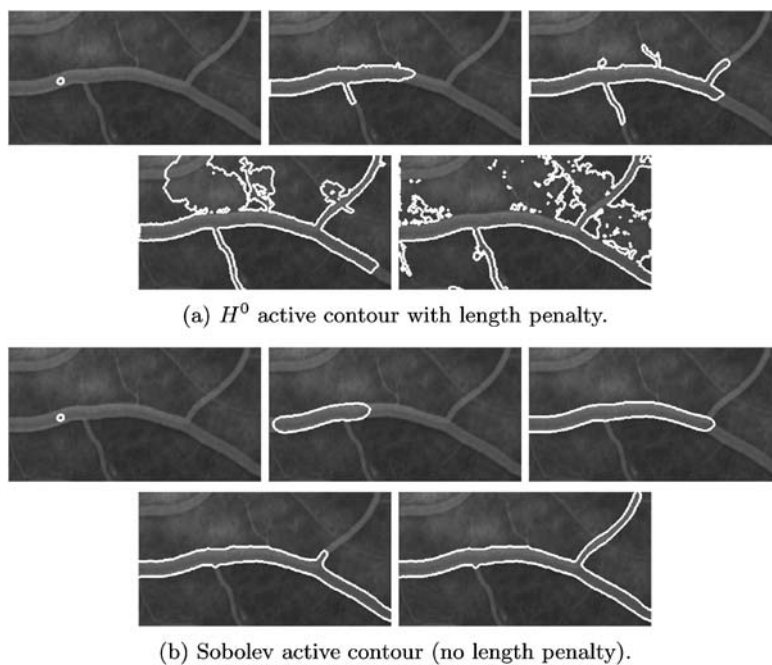 (a) H⁰ active contour with length penalty.
(b) Sobolev active contour (no length penalty).